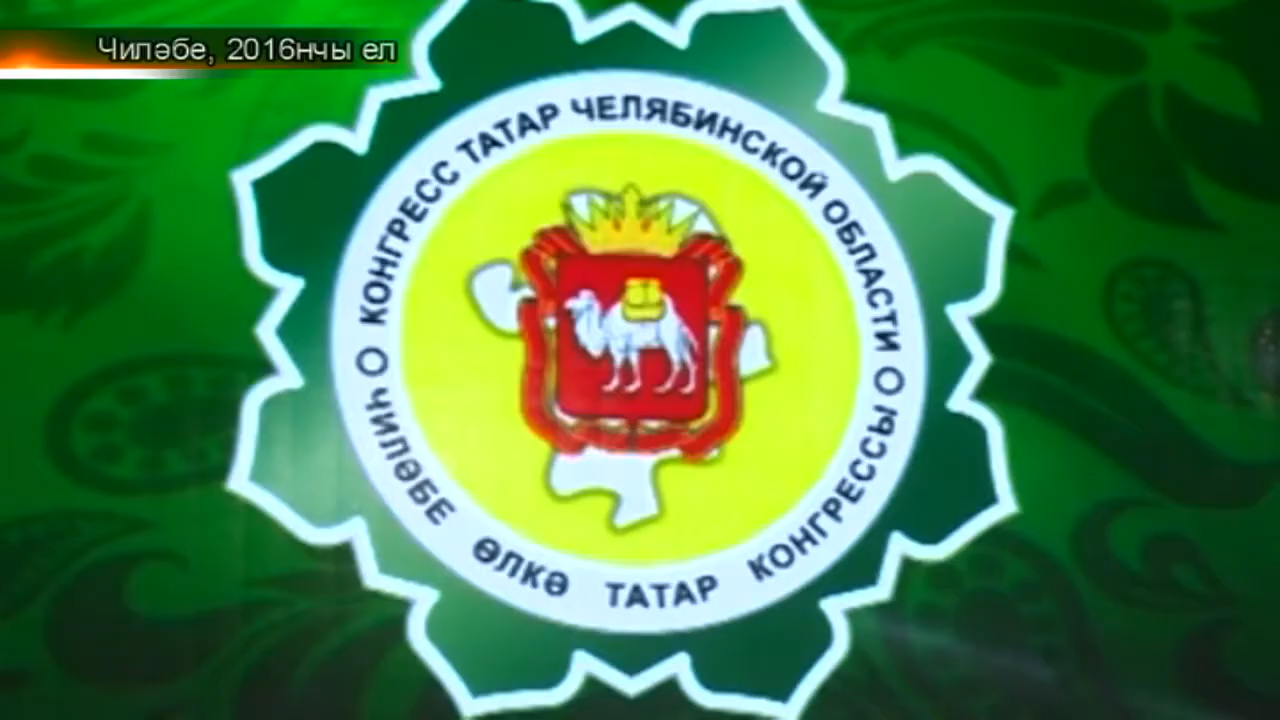 Чиләбе, 2016нчы ел
КОНГРЕСС ТАТАР ЧЕЛЯБИНСКОЙ ОБЛАСТИ
ЧИЛӘБЕ ӨЛКӘ ТАТАР КОНГРЕССЫ